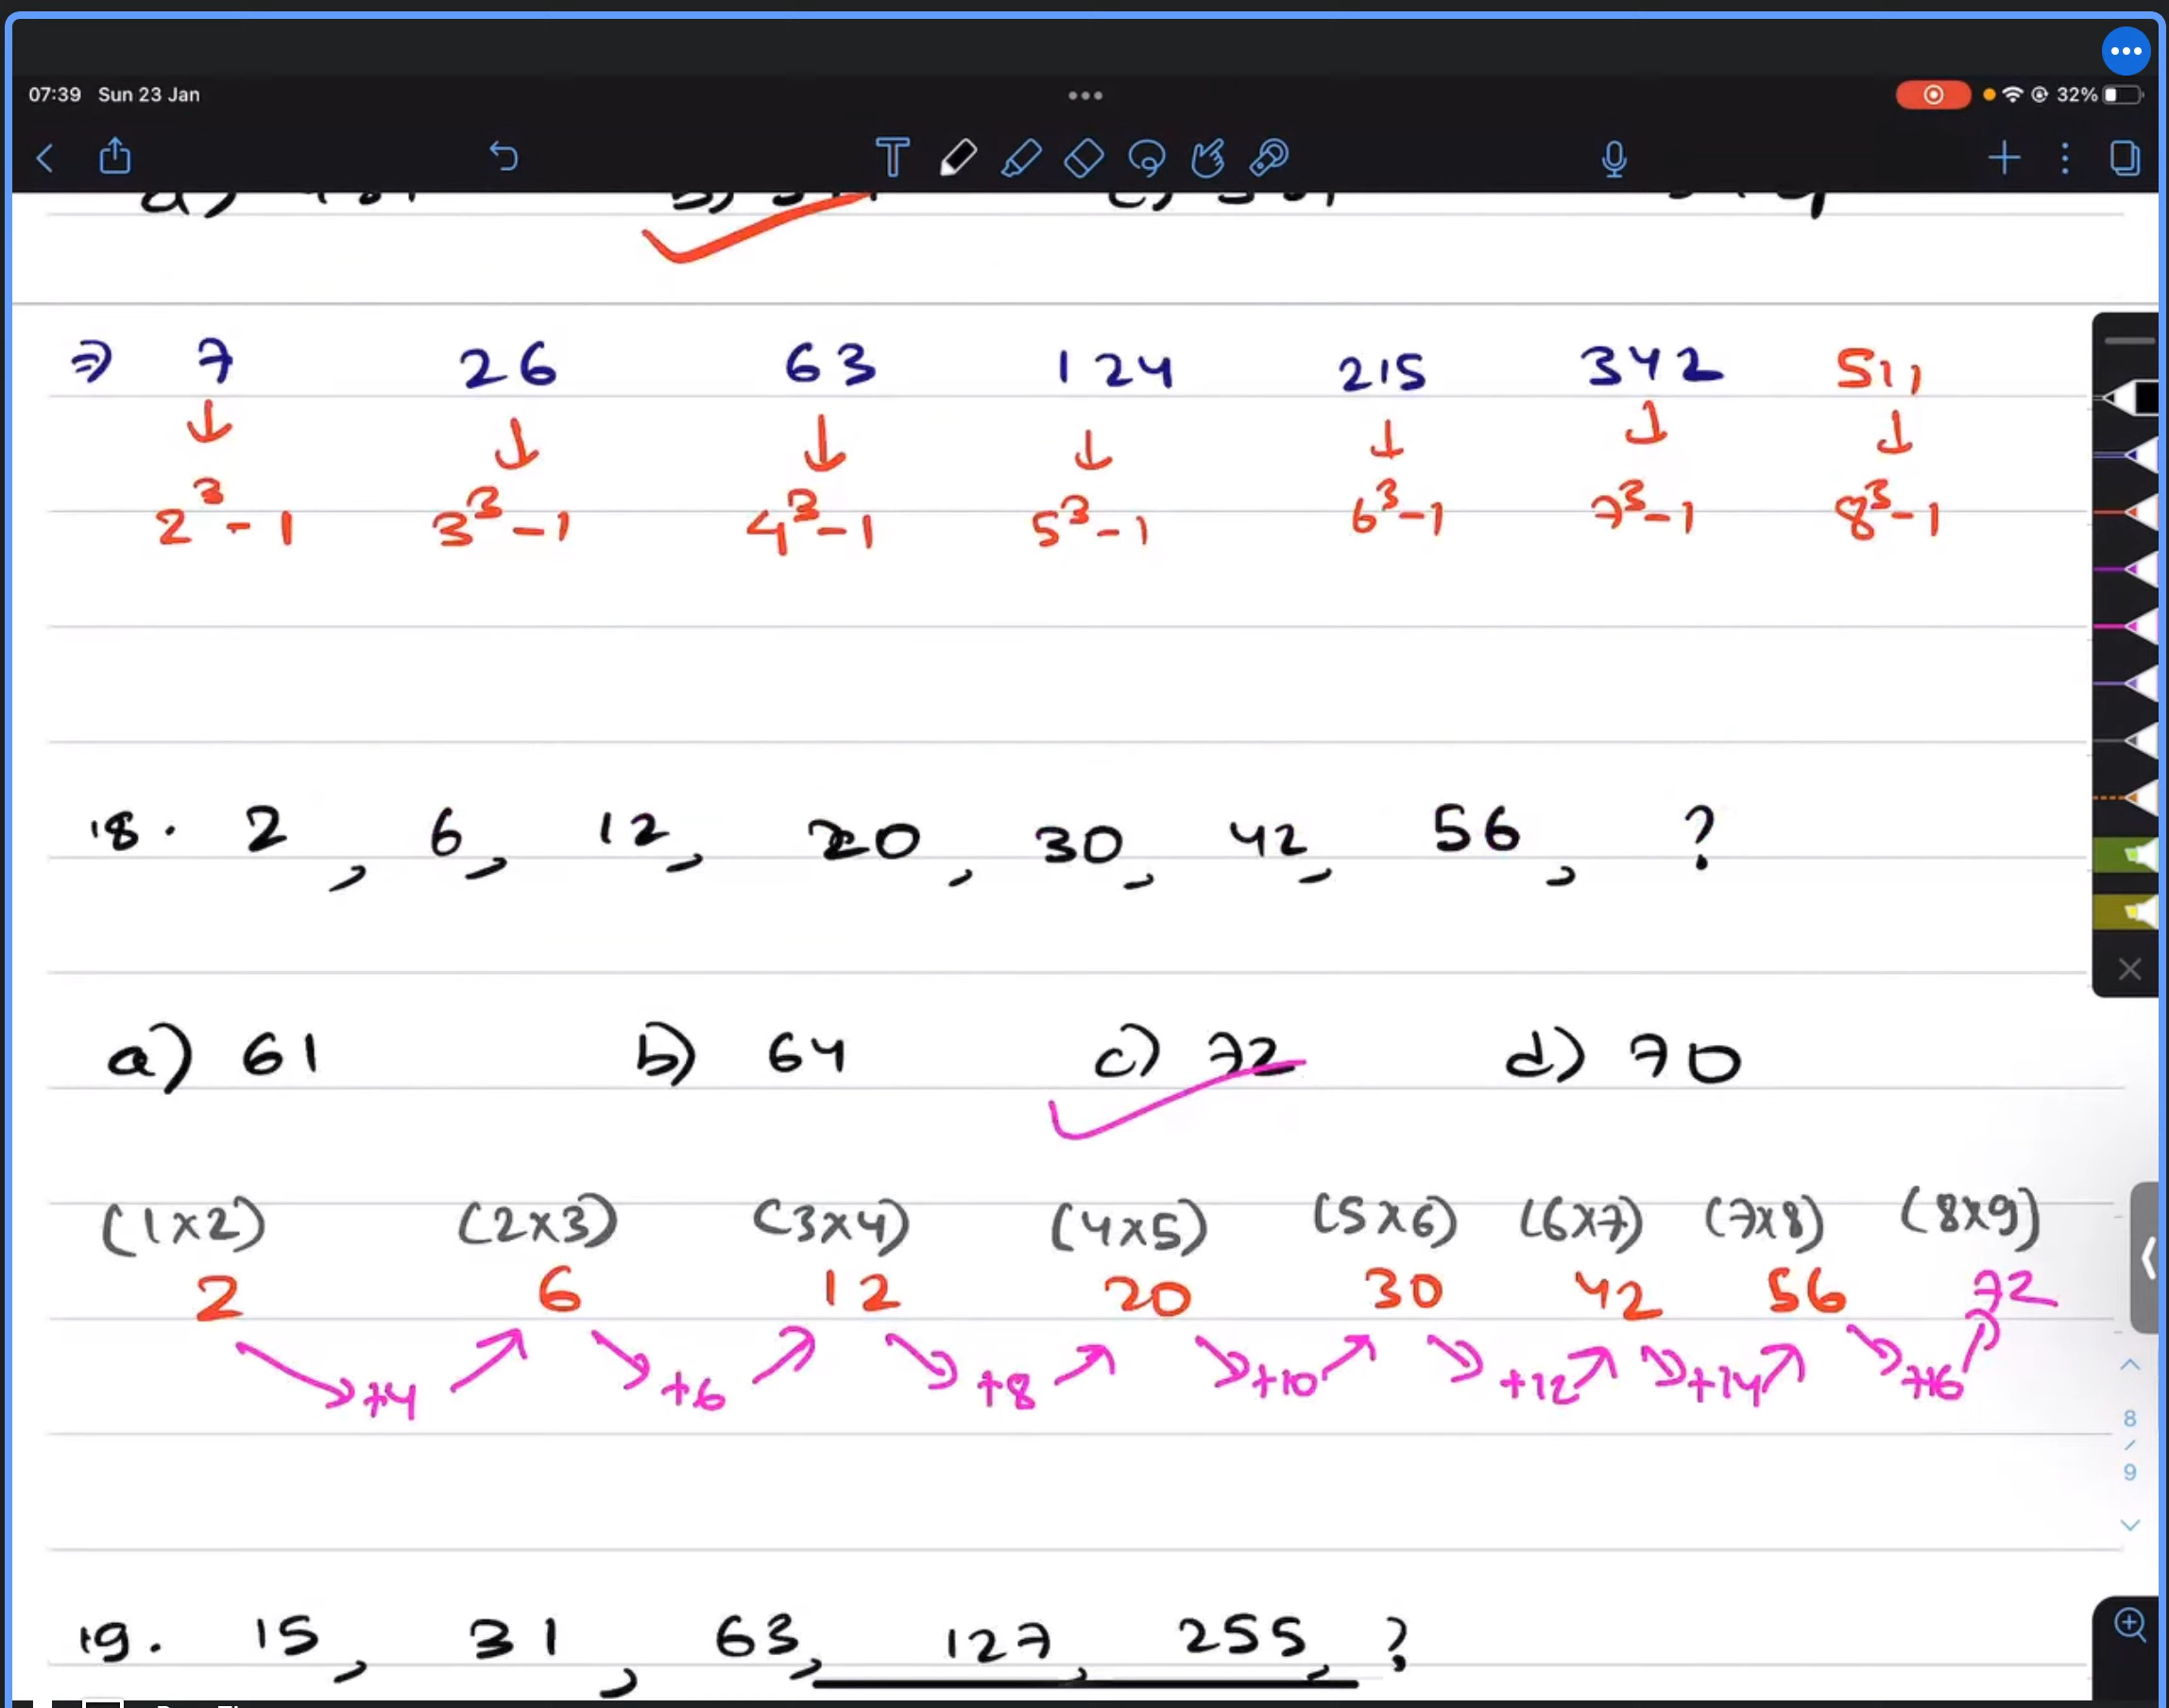 07:39 Sun 23 Jan 32%
⇒ 7 26 63 124 215 342 511
↓ ↓ ↓ ↓ ↓ ↓ ↓
2³-1 3³-1 4³-1 5³-1 6³-1 7³-1 8³-1
18. 2, 6, 12, 20, 30, 42, 56, ?
a) 61 b) 64 c) 72 d) 70
(1x2) (2x3) (3x4) (4x5) (5x6) (6x7) (7x8) (8x9)
2 6 12 20 30 42 56 72
+4 +6 +8 +10 +12 +14 +16
8
/
9
19. 15, 31, 63, 127, 255, ?